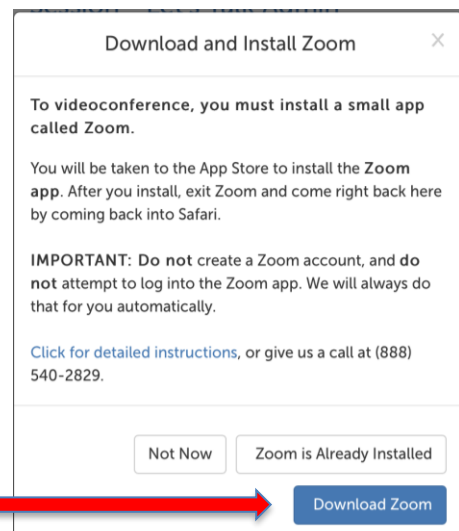 Download and Install Zoom
×
To videoconference, you must install a small app
called Zoom.
You will be taken to the App Store to install the Zoom
app. After you install, exit Zoom and come right back here
by coming back into Safari.
IMPORTANT: Do not create a Zoom account, and do
not attempt to log into the Zoom app. We will always do
that for you automatically.
Click for detailed instructions, or give us a call at (888)
540-2829.
Not Now
Zoom is Already Installed
Download Zoom